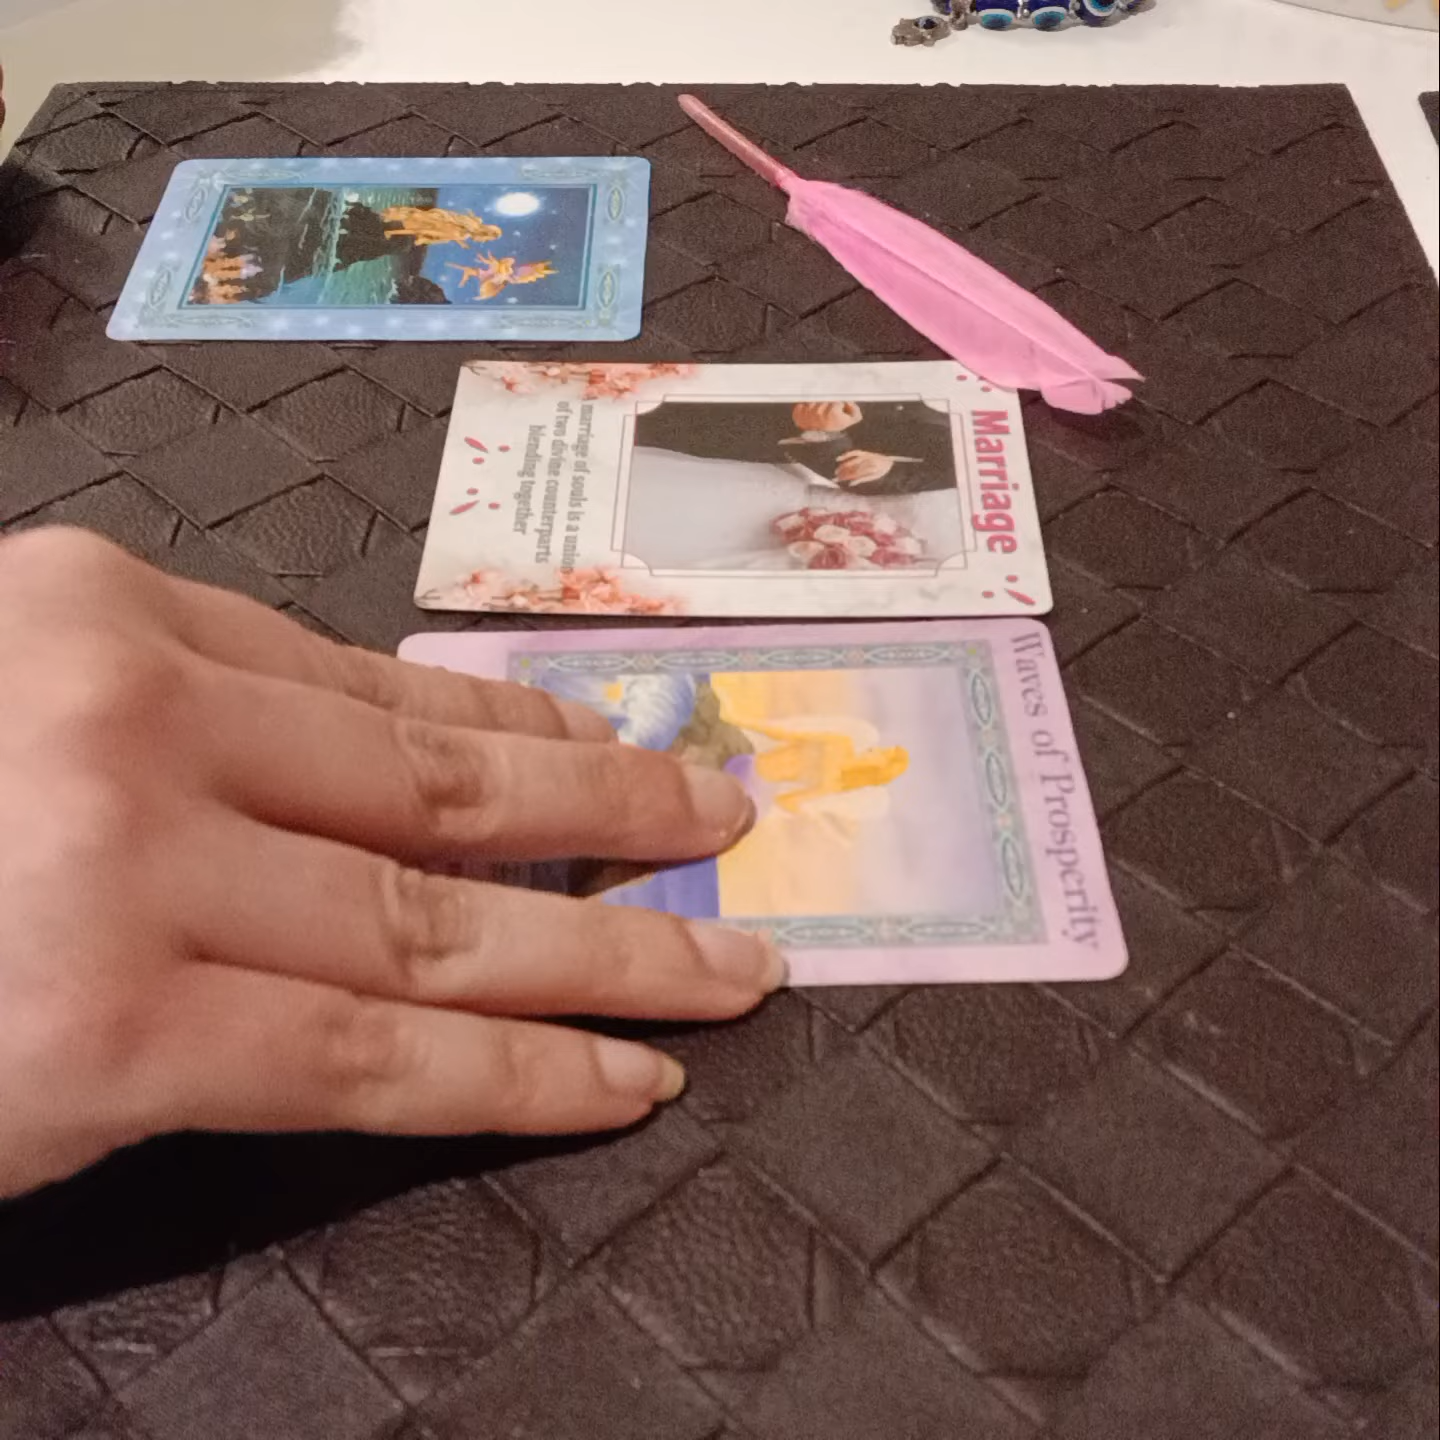 Marriage
A marriage of souls is a union
of two divine counterparts
blending together
Waves of Prosperity